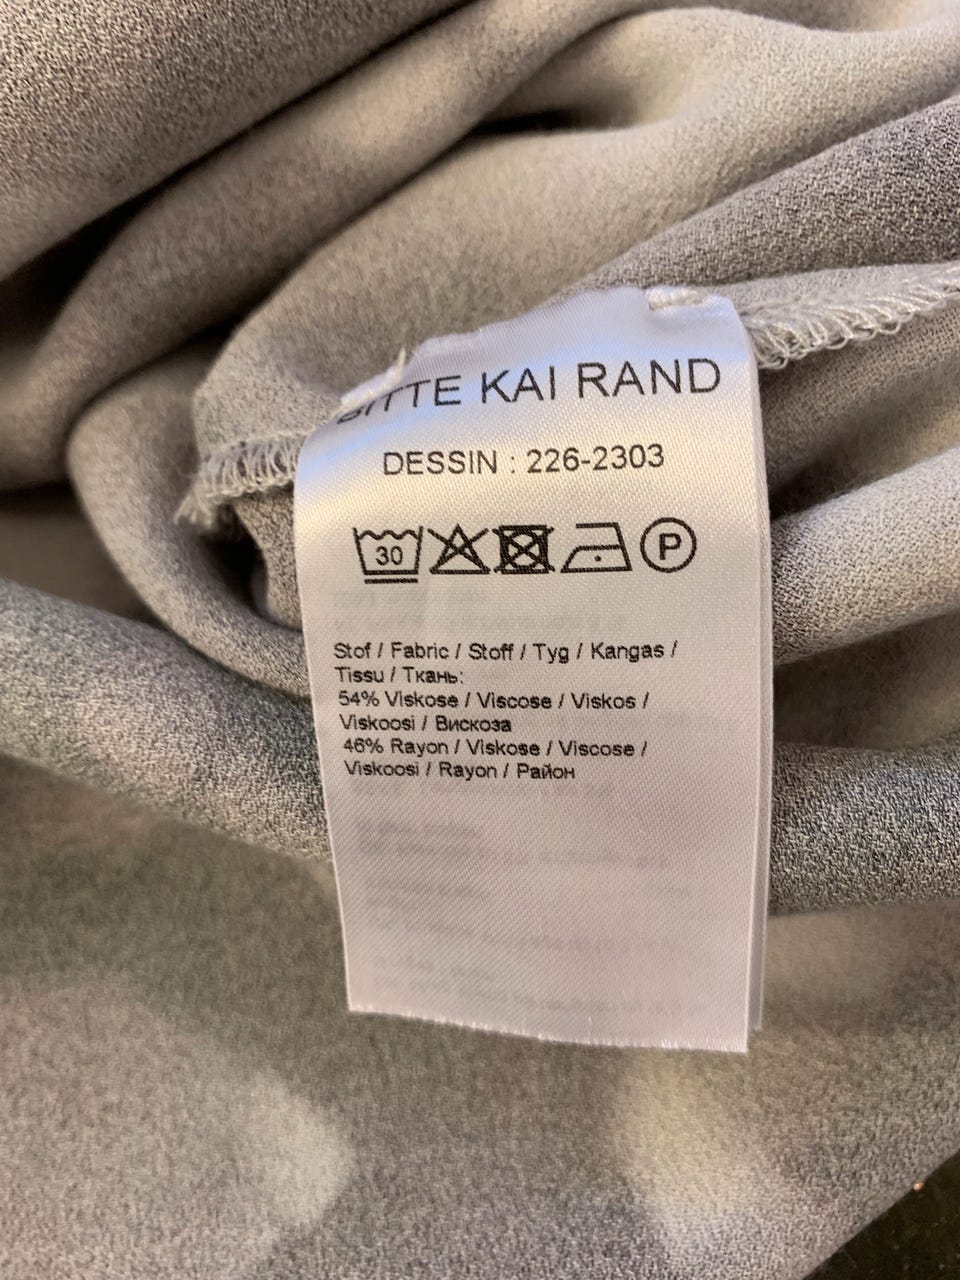 BITTE KAI RAND
DESSIN : 226-2303
30 P
Stof / Fabric / Stoff / Tyg / Kangas /
Tissu / Ткань:
54% Viskose / Viscose / Viskos /
Viskoosi / Вискоза
46% Rayon / Viskose / Viscose /
Viskoosi / Rayon / Район